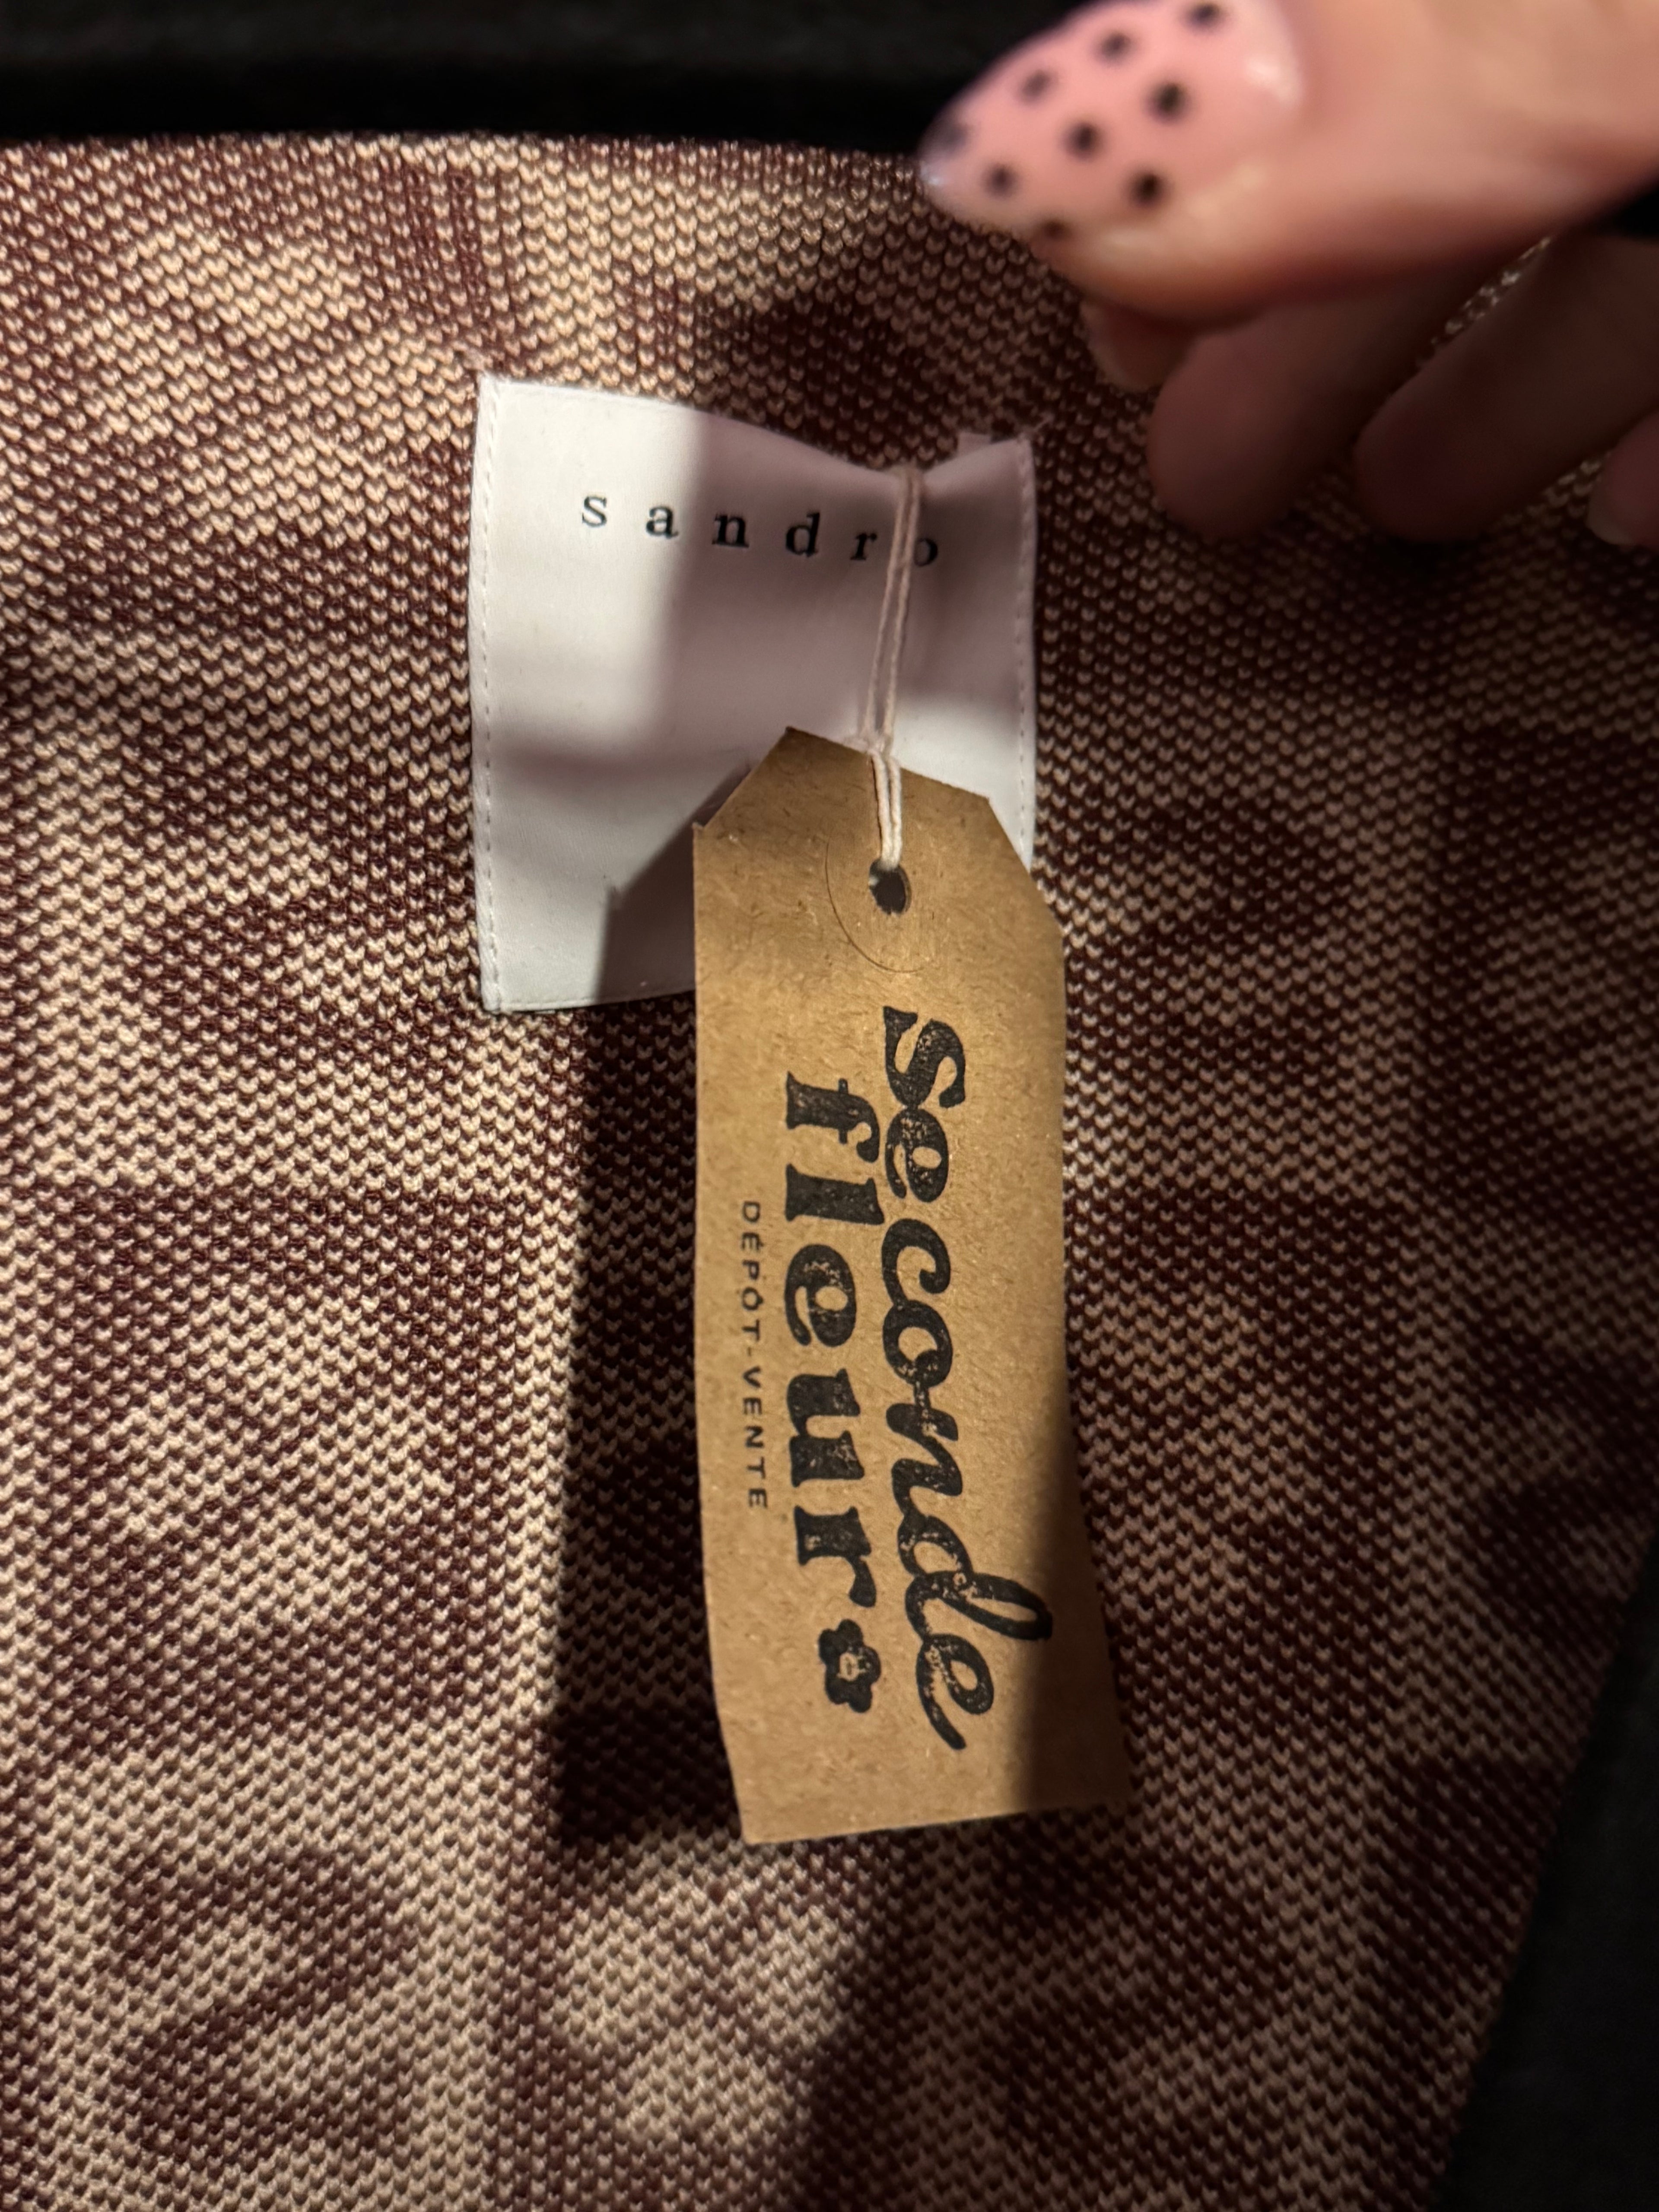 sandro
Seconde
fleur
DÉPÔT-VENTE